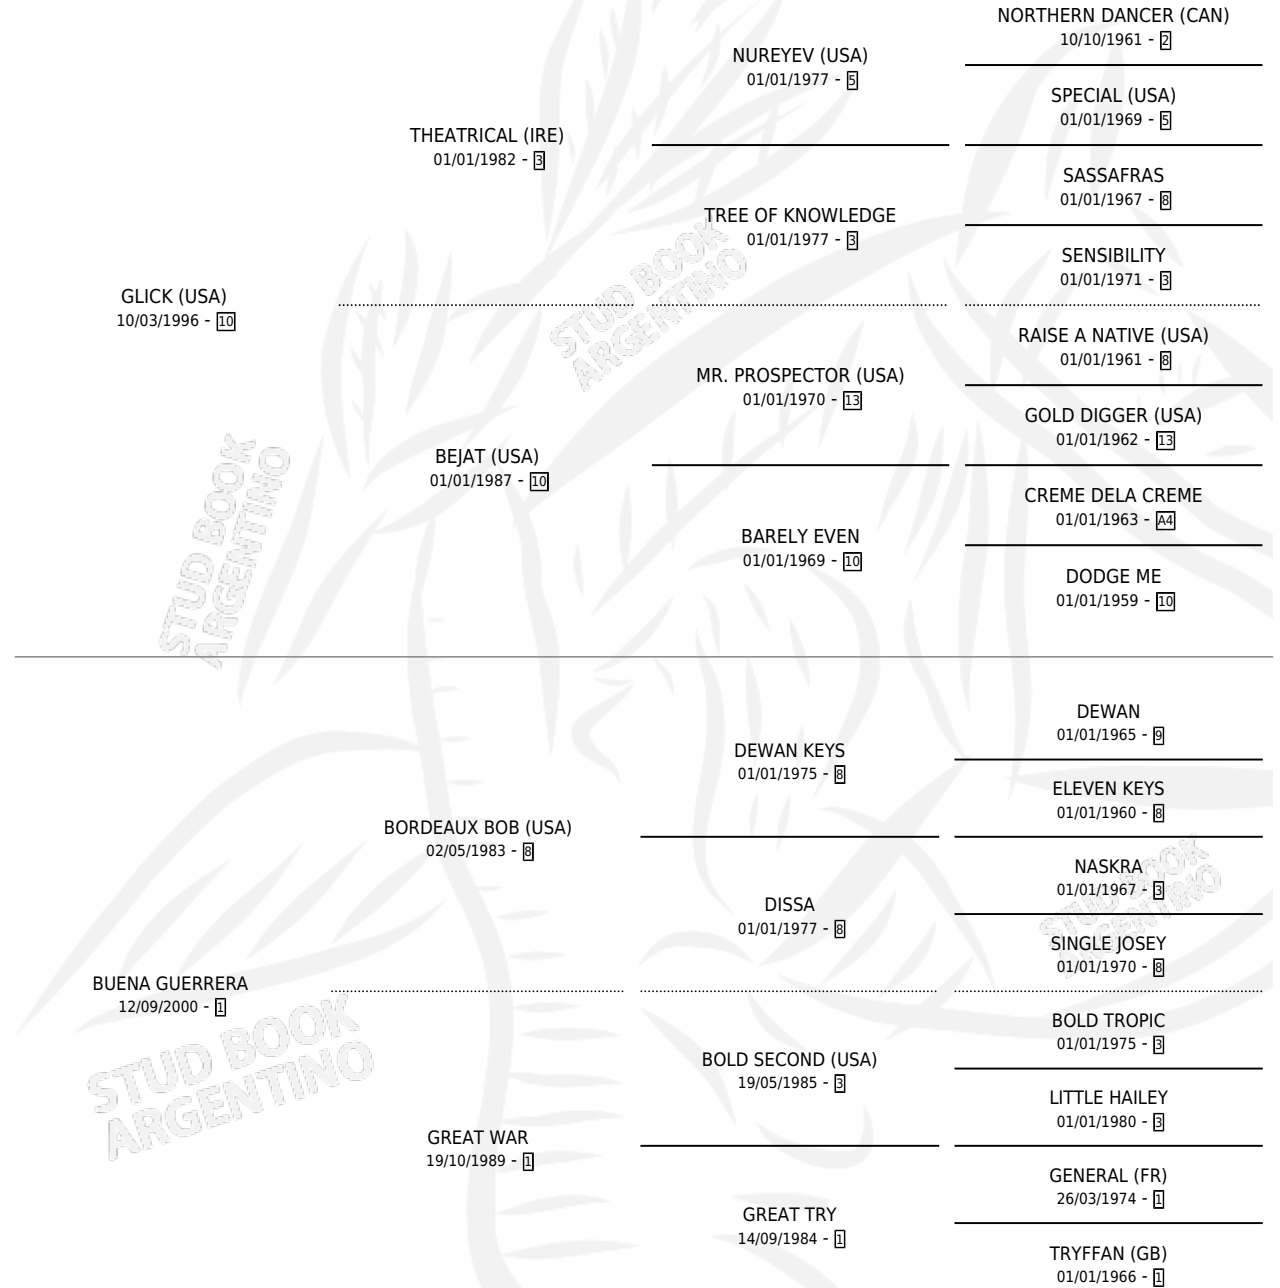 NORTHERN DANCER (CAN)
10/10/1961 - 2
NUREYEV (USA)
01/01/1977 - 5
SPECIAL (USA)
01/01/1969 - 5
THEATRICAL (IRE)
01/01/1982 - 3
SASSAFRAS
01/01/1967 - 8
TREE OF KNOWLEDGE
01/01/1977 - 3
SENSIBILITY
01/01/1971 - 3
GLICK (USA)
10/03/1996 - 10
RAISE A NATIVE (USA)
01/01/1961 - 8
MR. PROSPECTOR (USA)
01/01/1970 - 13
GOLD DIGGER (USA)
01/01/1962 - 13
BEJAT (USA)
01/01/1987 - 10
CREME DELA CREME
01/01/1963 - A4
BARELY EVEN
01/01/1969 - 10
DODGE ME
01/01/1959 - 10
DEWAN
01/01/1965 - 9
DEWAN KEYS
01/01/1975 - 8
ELEVEN KEYS
01/01/1960 - 8
BORDEAUX BOB (USA)
02/05/1983 - 8
NASKRA
01/01/1967 - 3
DISSA
01/01/1977 - 8
SINGLE JOSEY
01/01/1970 - 8
BUENA GUERRERA
12/09/2000 - 1
BOLD TROPIC
01/01/1975 - 3
BOLD SECOND (USA)
19/05/1985 - 3
LITTLE HAILEY
01/01/1980 - 3
GREAT WAR
19/10/1989 - 1
GENERAL (FR)
26/03/1974 - 1
GREAT TRY
14/09/1984 - 1
TRYFFAN (GB)
01/01/1966 - 1
STUD BOOK
ARGENTINO
STUD BOOK
ARGENTINO
STUD BOOK
ARGENTINO
STUD BOOK
ARGENTINO